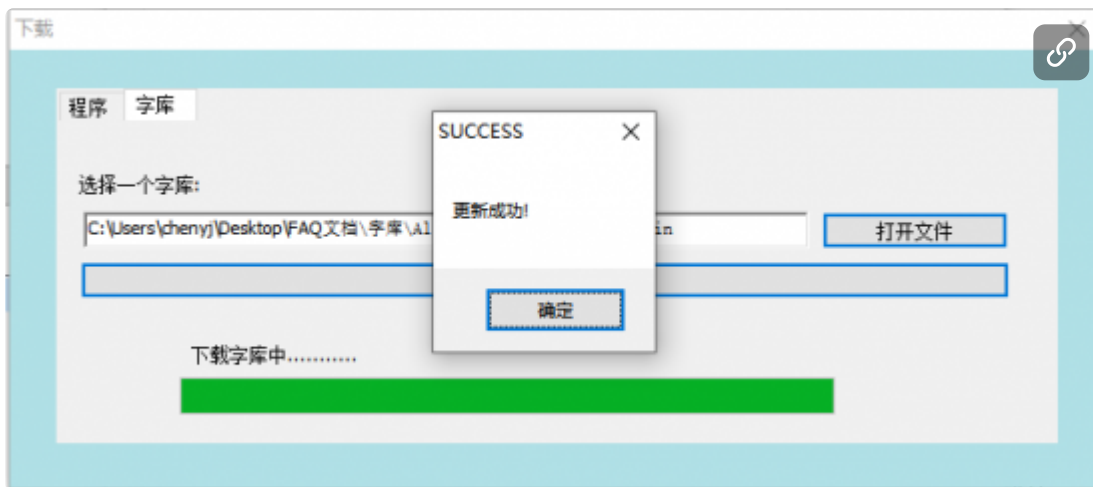 下载
程序 字库
SUCCESS
选择一个字库:
更新成功!
C:\Users\chenyj\Desktop\FAQ文档\字库\Al
in
打开文件
确定
下载字库中...........